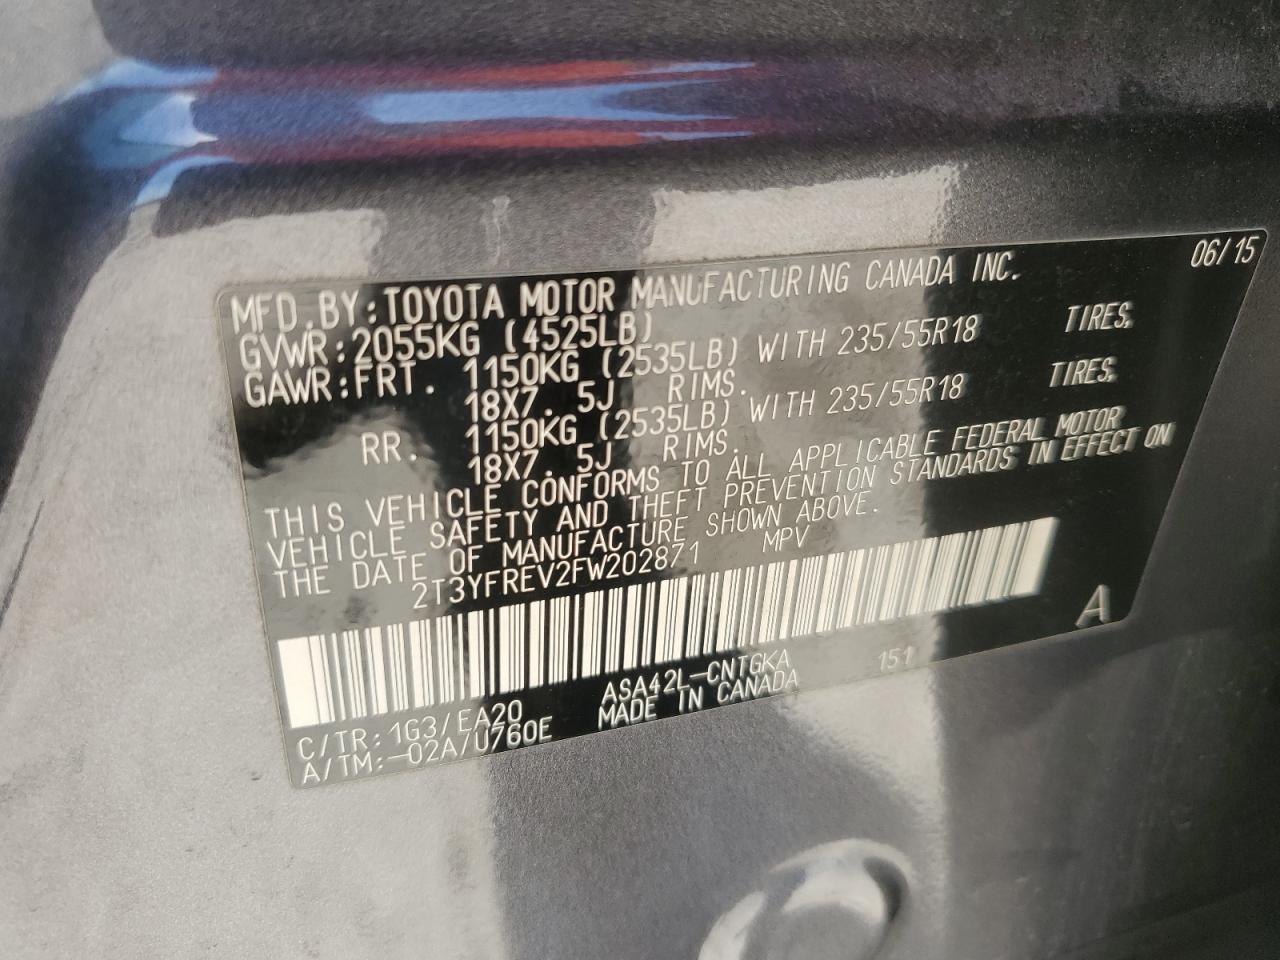 06/15
MFD. BY: TOYOTA MOTOR MANUFACTURING CANADA INC.
GVWR: 2055KG (4525LB)
GAWR: FRT. 1150KG (2535LB) WITH 235/55R18 TIRES,
18X7. 5J RIMS.
RR. 1150KG (2535LB) WITH 235/55R18 TIRES,
18X7. 5J RIMS.
THIS VEHICLE CONFORMS TO ALL APPLICABLE FEDERAL MOTOR
VEHICLE SAFETY AND THEFT PREVENTION STANDARDS IN EFFECT ON
THE DATE OF MANUFACTURE SHOWN ABOVE.
2T3YFREV2FW202871 MPV
A
ASA42L-CNTGKA 151
C/TR: 1G3/EA20 MADE IN CANADA
A/TM: -02A/U760E